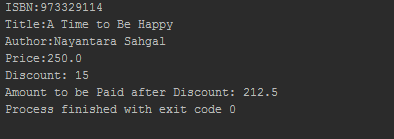 ISBN:973329114
Title:A Time to Be Happy
Author:Nayantara Sahgal
Price:250.0
Discount: 15
Amount to be Paid after Discount: 212.5
Process finished with exit code 0